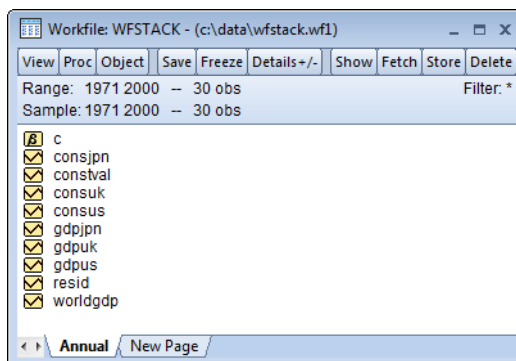 Workfile: WFSTACK - (c:\data\wfstack.wf1)
View Proc Object Save Freeze Details+/- Show Fetch Store Delete
Range: 1971 2000 -- 30 obs Filter: *
Sample: 1971 2000 -- 30 obs
β c
consjpn
constval
consuk
consus
gdpjpn
gdpuk
gdpus
resid
worldgdp
Annual New Page